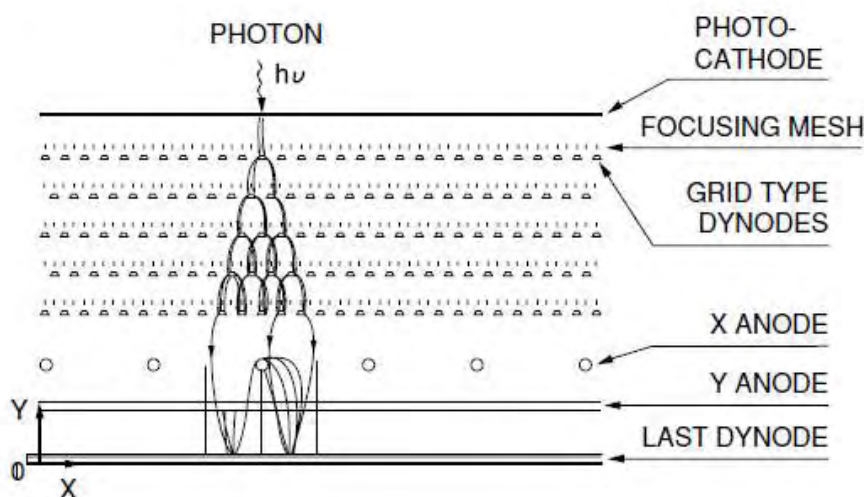 PHOTON
hν
PHOTO-
CATHODE
FOCUSING MESH
GRID TYPE
DYNODES
X ANODE
Y ANODE
LAST DYNODE
Y
0
X